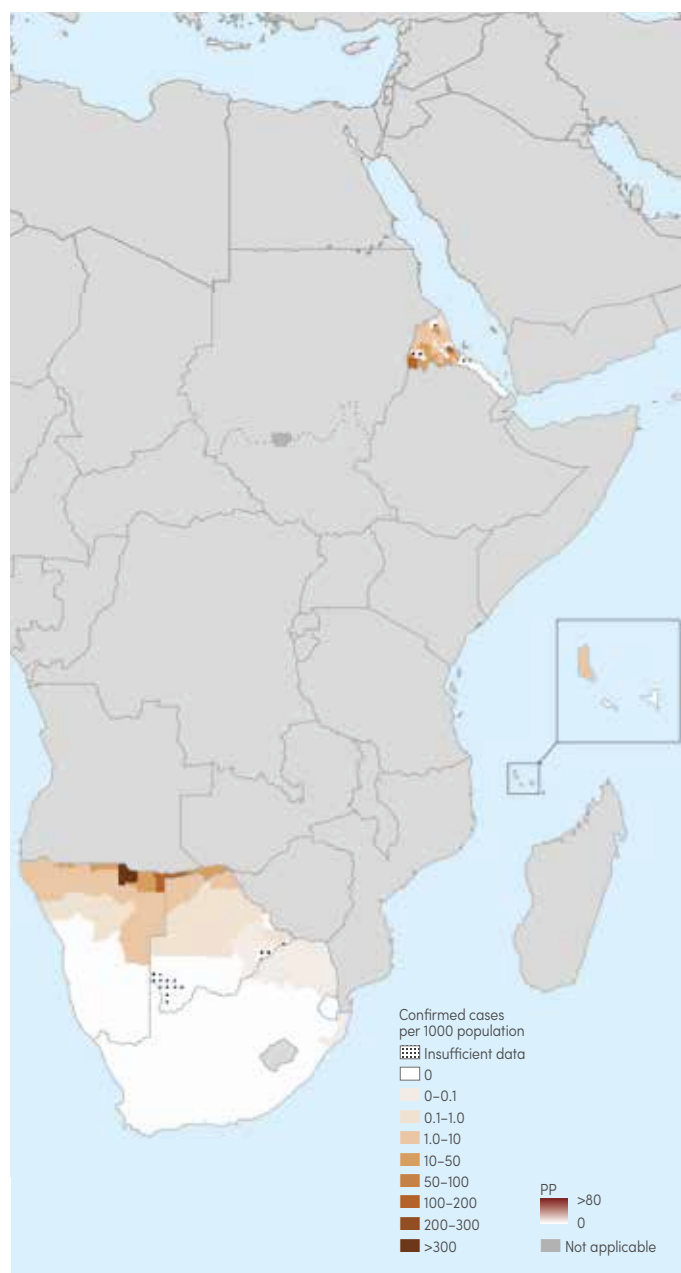 Confirmed cases
per 1000 population
Insufficient data
0
0–0.1
0.1–1.0
1.0–10
10–50
50–100
100–200
200–300
>300
PP
>80
0
Not applicable